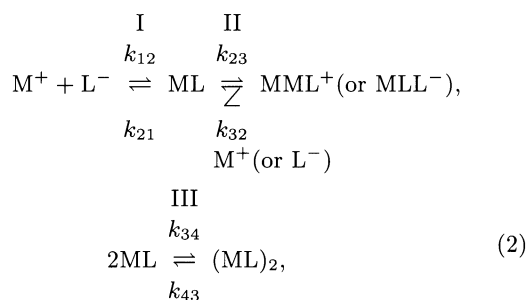 I II
k₁₂ k₂₃
M⁺ + L⁻ ⇌ ML ⇌ MML⁺(or MLL⁻),
k₂₁ k₃₂
M⁺(or L⁻)
III
k₃₄
2ML ⇌ (ML)₂,
k₄₃
(2)